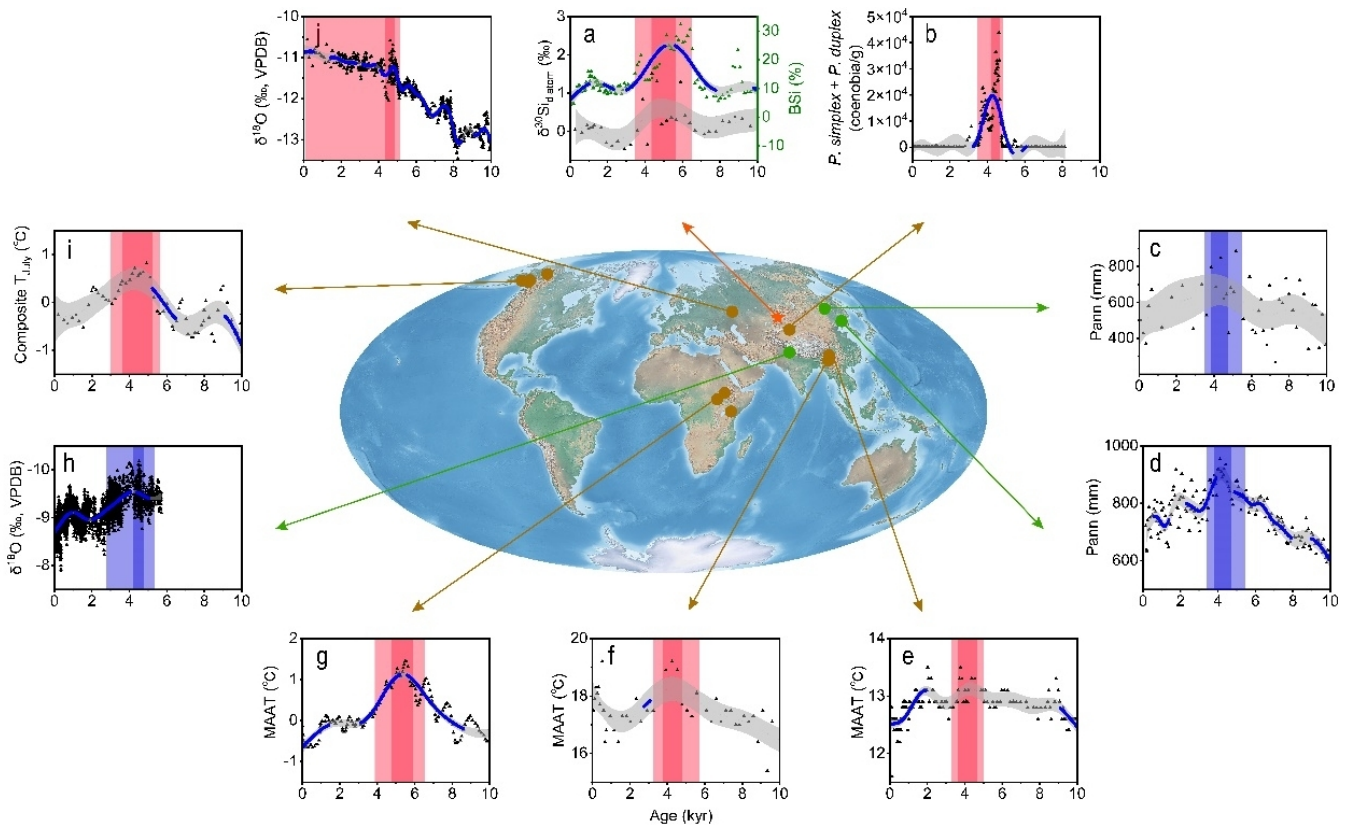 -10
-11
-12
-13
δ¹⁸O (‰, VPDB)
j
0 2 4 6 8 10
3
2
1
0
δ³⁰Si_diatom (‰)
a
30
20
10
0
-10
BSi (%)
0 2 4 6 8 10
5×10⁴
4×10⁴
3×10⁴
2×10⁴
1×10⁴
0
P. simplex + P. duplex
(coenobia/g)
b
0 2 4 6 8 10
1
0
-1
Composite T_July (°C)
i
0 2 4 6 8 10
800
600
400
Pann (mm)
c
0 2 4 6 8 10
-10
-9
-8
δ¹⁸O (‰, VPDB)
h
0 2 4 6 8 10
1000
800
600
Pann (mm)
d
0 2 4 6 8 10
2
1
0
-1
MAAT (°C)
g
0 2 4 6 8 10
20
18
16
MAAT (°C)
f
0 2 4 6 8 10
Age (kyr)
14
13
12
MAAT (°C)
e
0 2 4 6 8 10